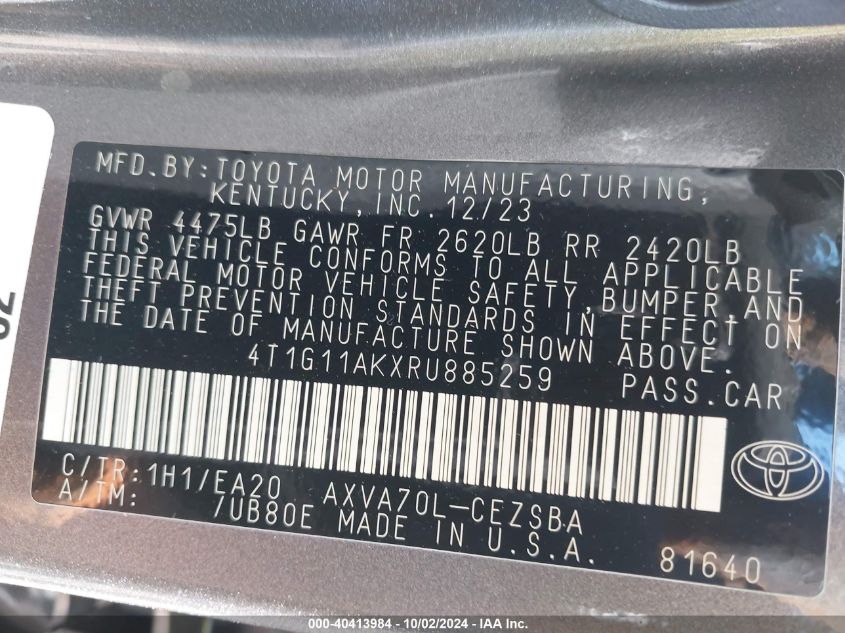 MFD.BY:TOYOTA MOTOR MANUFACTURING,
KENTUCKY,INC. 12/23
GVWR 4475LB GAWR FR 2620LB RR 2420LB
THIS VEHICLE CONFORMS TO ALL APPLICABLE
FEDERAL MOTOR VEHICLE SAFETY,BUMPER,AND
THEFT PREVENTION STANDARDS IN EFFECT ON
THE DATE OF MANUFACTURE SHOWN ABOVE.
4T1G11AKXRU885259 PASS.CAR
C/TR:1H1/EA20 AXVA70L-CEZSBA
A/TM: /UB80E MADE IN U.S.A. 81640
000-40413984 - 10/02/2024 - IAA Inc.